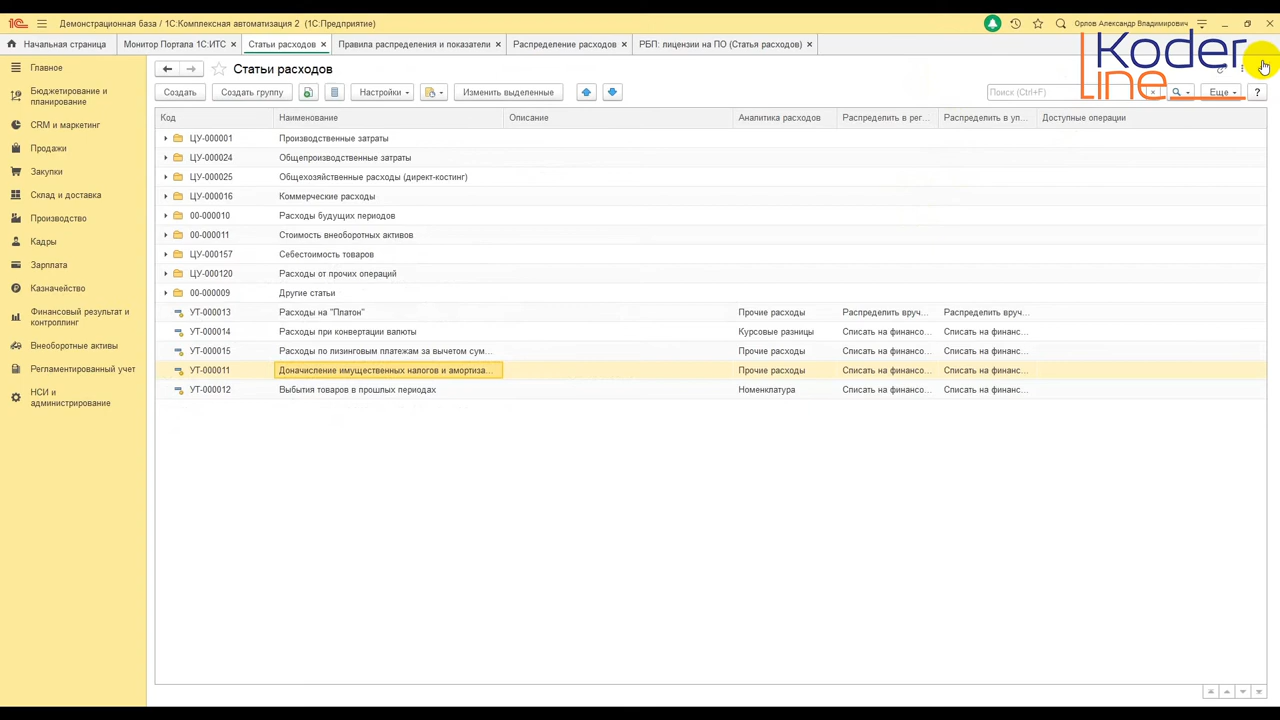 1С Демонстрационная база / 1С:Комплексная автоматизация 2 (1С:Предприятие) Орлов Александр Владимирович
Начальная страница Монитор Портала 1С:ИТС × Статьи расходов × Правила распределения и показатели × Распределение расходов × РБП: лицензии на ПО (Статья расходов) ×
Koder
line
Главное
Бюджетирование и
планирование
CRM и маркетинг
Продажи
Закупки
Склад и доставка
Производство
Кадры
Зарплата
Казначейство
Финансовый результат и
контроллинг
Внеоборотные активы
Регламентированный учет
НСИ и
администрирование
Статьи расходов
Создать Создать группу Настройки Изменить выделенные Поиск (Ctrl+F) × Еще ?
Код Наименование Описание Аналитика расходов Распределить в рег... Распределить в уп... Доступные операции
ЦУ-000001 Производственные затраты
ЦУ-000024 Общепроизводственные затраты
ЦУ-000025 Общехозяйственные расходы (директ-костинг)
ЦУ-000016 Коммерческие расходы
00-000010 Расходы будущих периодов
00-000011 Стоимость внеоборотных активов
ЦУ-000157 Себестоимость товаров
ЦУ-000120 Расходы от прочих операций
00-000009 Другие статьи
УТ-000013 Расходы на "Платон" Прочие расходы Распределить вруч... Распределить вруч...
УТ-000014 Расходы при конвертации валюты Курсовые разницы Списать на финансо... Списать на финанс...
УТ-000015 Расходы по лизинговым платежам за вычетом сум... Прочие расходы Списать на финансо... Списать на финанс...
УТ-000011 Доначисление имущественных налогов и амортиза... Прочие расходы Списать на финансо... Списать на финанс...
УТ-000012 Выбытия товаров в прошлых периодах Номенклатура Списать на финансо... Списать на финанс...